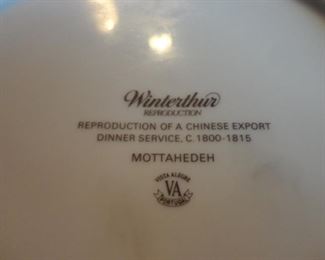 Winterthur
REPRODUCTION
REPRODUCTION OF A CHINESE EXPORT
DINNER SERVICE, C. 1800-1815
MOTTAHEDEH
VISTA ALEGRE
VA
PORTUGAL